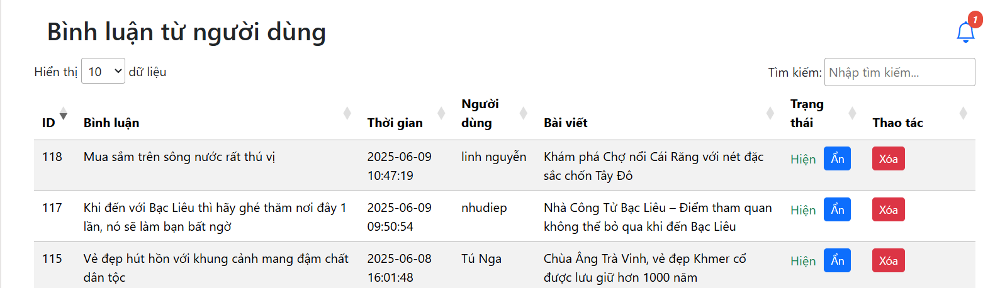 Bình luận từ người dùng
1
Hiển thị 10 dữ liệu
Tìm kiếm: Nhập tìm kiếm...
ID Bình luận Thời gian Người dùng Bài viết Trạng thái Thao tác
118 Mua sắm trên sông nước rất thú vị 2025-06-09 linh nguyễn Khám phá Chợ nổi Cái Răng với nét đặc Hiện Ẩn Xóa
10:47:19 sắc chốn Tây Đô
117 Khi đến với Bạc Liêu thì hãy ghé thăm nơi đây 1 2025-06-09 nhudiep Nhà Công Tử Bạc Liêu – Điểm tham quan Hiện Ẩn Xóa
lần, nó sẽ làm bạn bất ngờ 09:50:54 không thể bỏ qua khi đến Bạc Liêu
115 Vẻ đẹp hút hồn với khung cảnh mang đậm chất 2025-06-08 Tú Nga Chùa Âng Trà Vinh, vẻ đẹp Khmer cổ Hiện Ẩn Xóa
dân tộc 16:01:48 được lưu giữ hơn 1000 năm